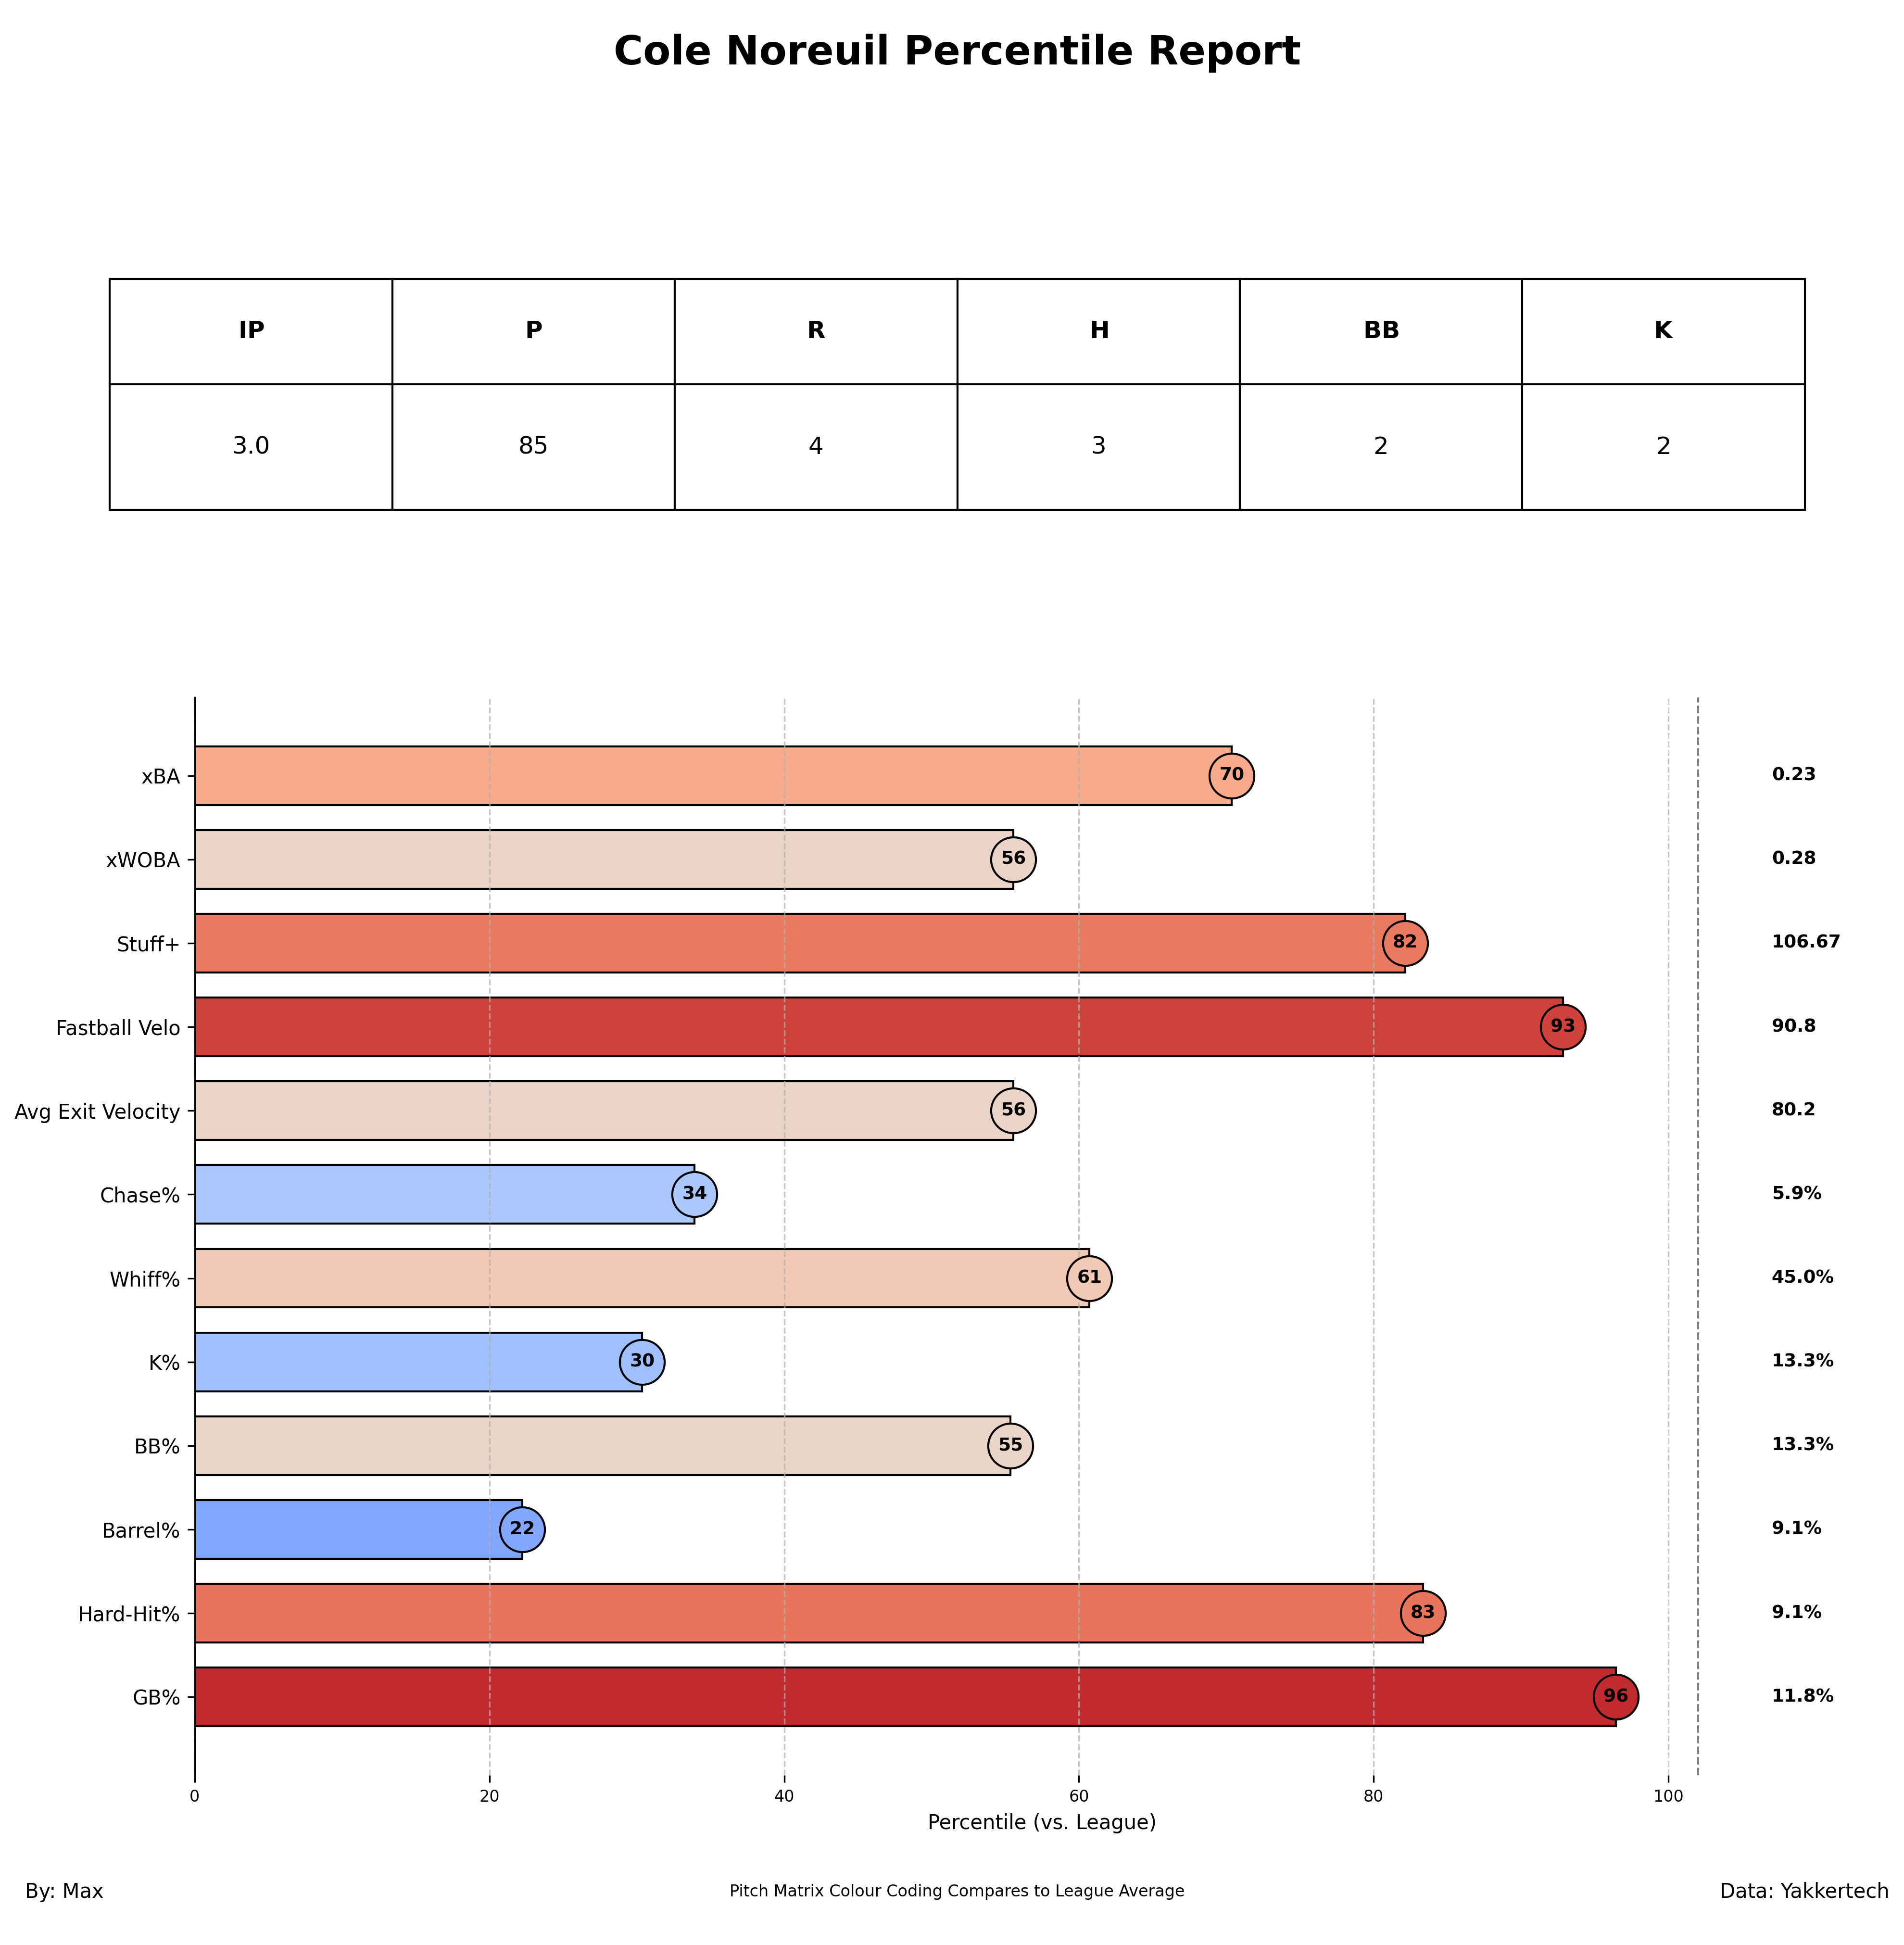 Cole Noreuil Percentile Report
IP P R H BB K
3.0 85 4 3 2 2
xBA 70 0.23
xWOBA 56 0.28
Stuff+ 82 106.67
Fastball Velo 93 90.8
Avg Exit Velocity 56 80.2
Chase% 34 5.9%
Whiff% 61 45.0%
K% 30 13.3%
BB% 55 13.3%
Barrel% 22 9.1%
Hard-Hit% 83 9.1%
GB% 96 11.8%
0 20 40 60 80 100
Percentile (vs. League)
By: Max Pitch Matrix Colour Coding Compares to League Average Data: Yakkertech